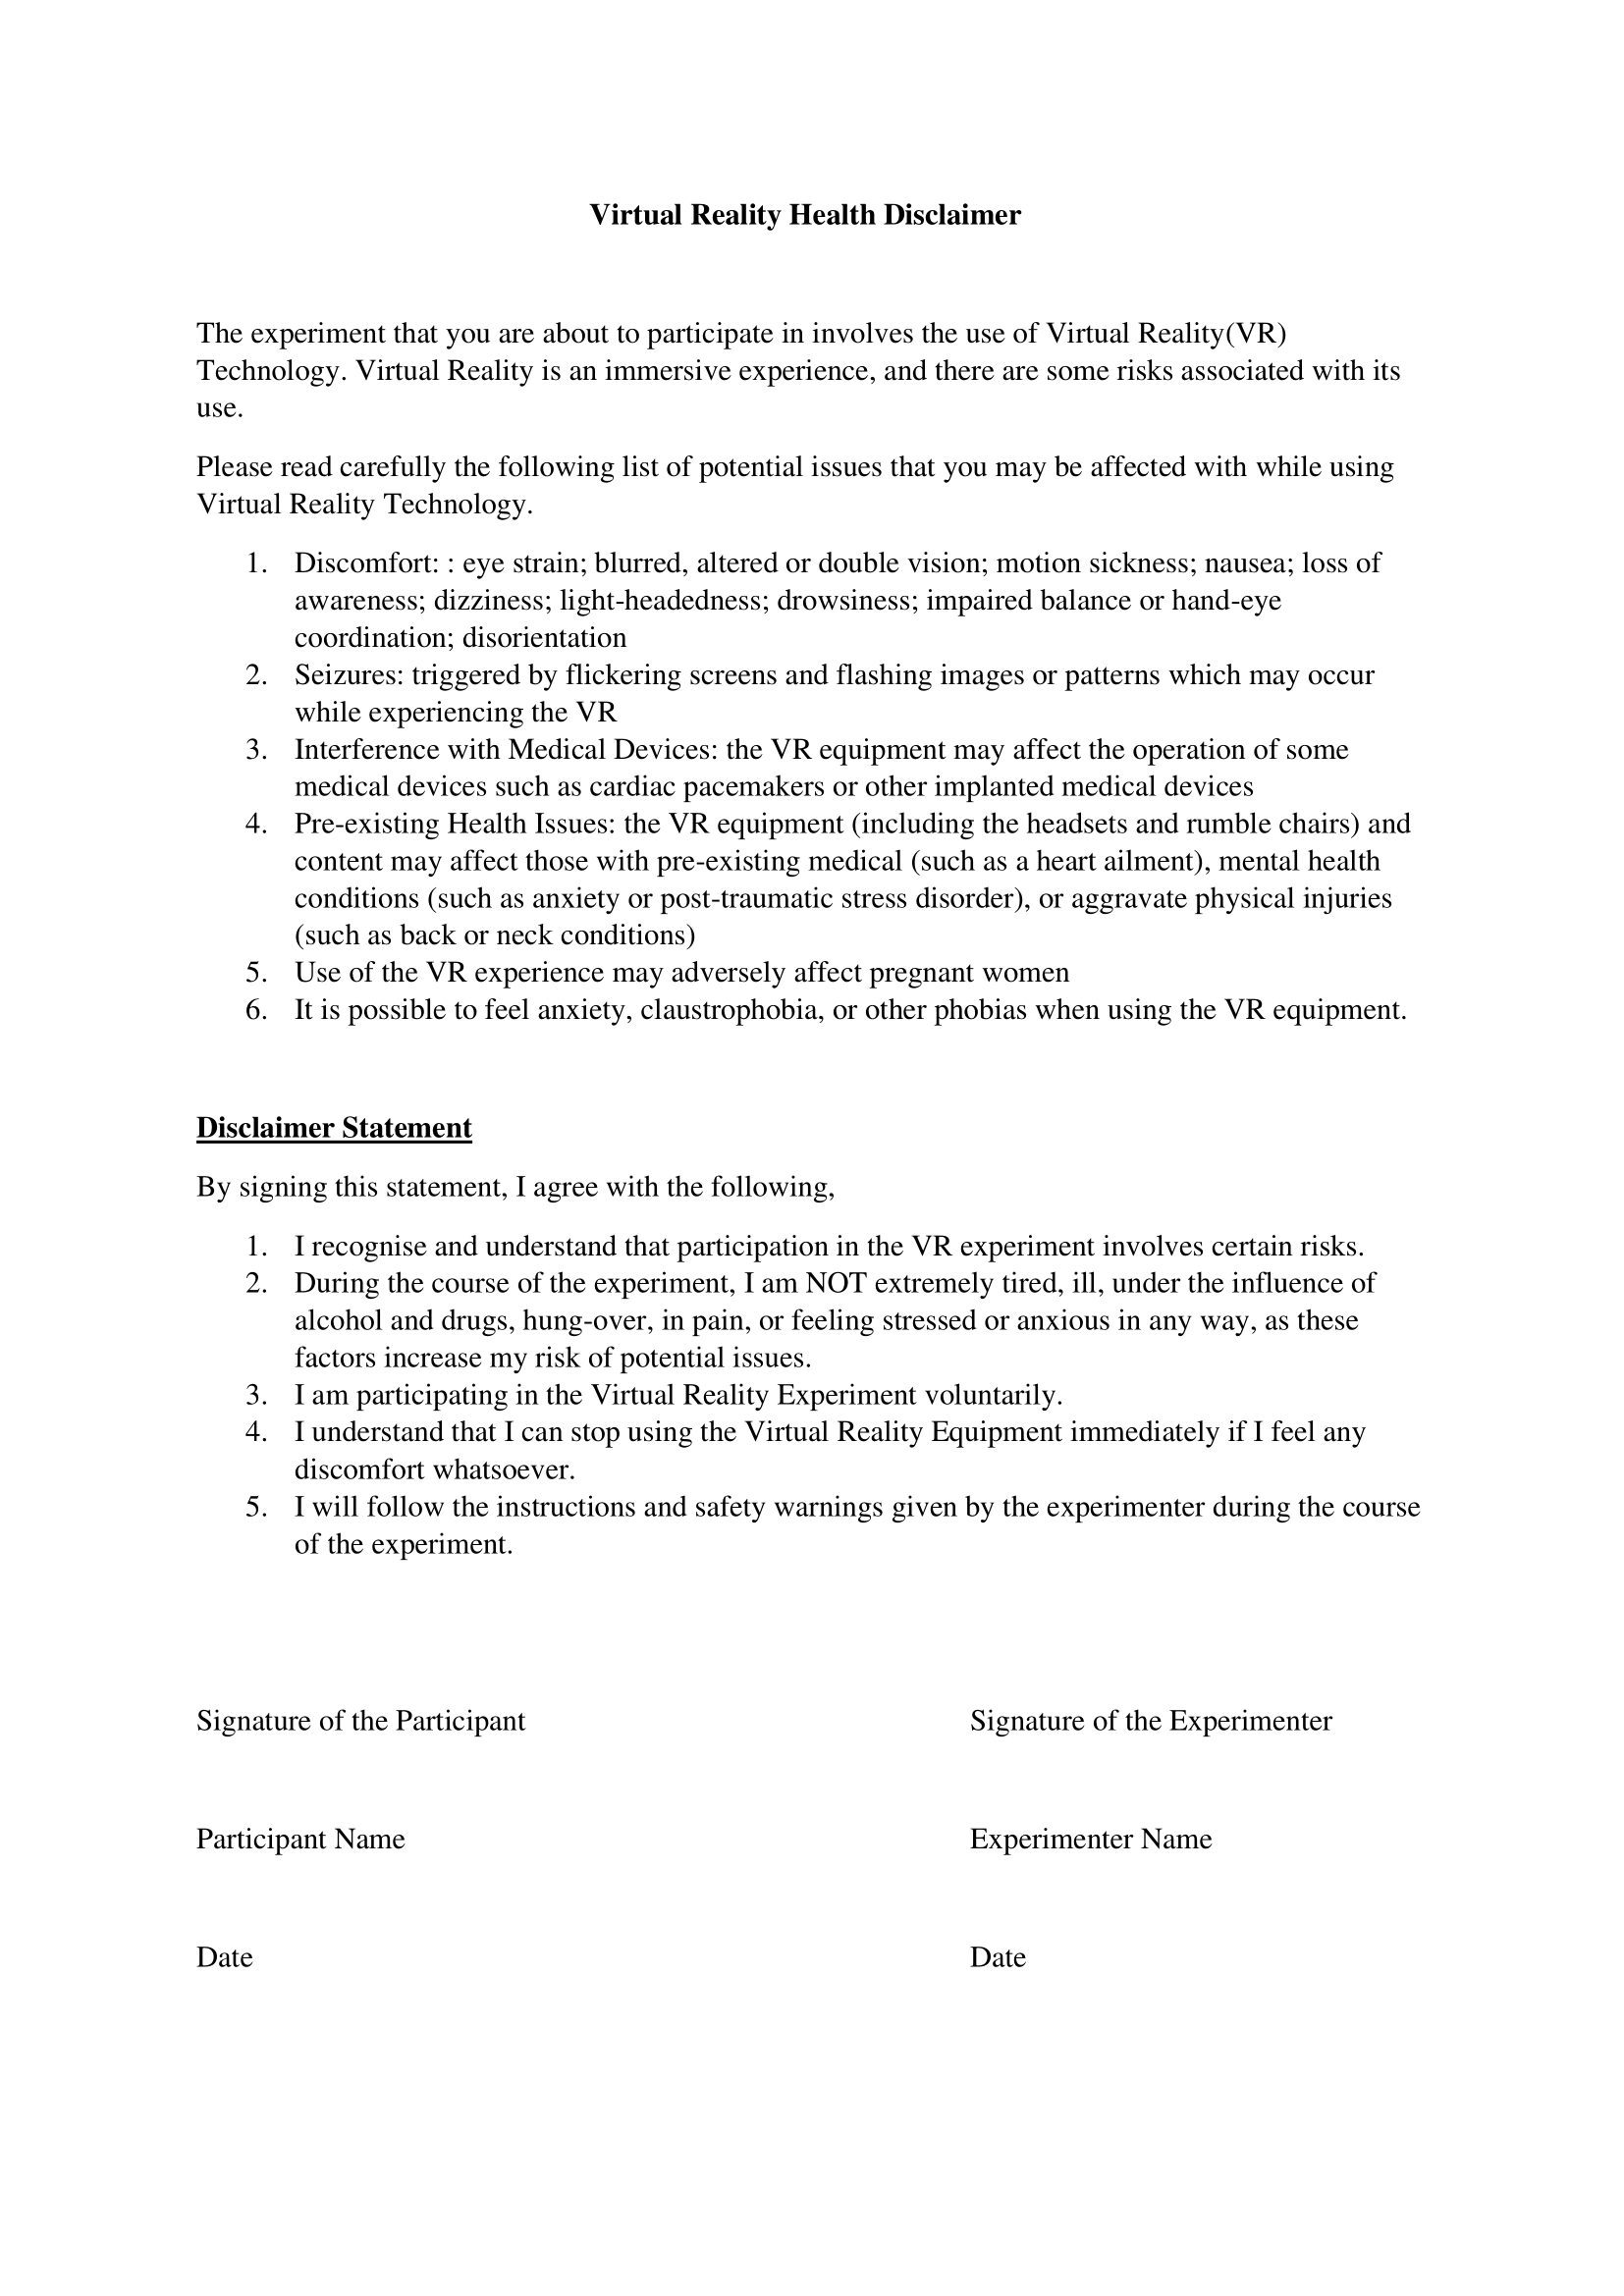 Virtual Reality Health Disclaimer
The experiment that you are about to participate in involves the use of Virtual Reality(VR)
Technology. Virtual Reality is an immersive experience, and there are some risks associated with its
use.
Please read carefully the following list of potential issues that you may be affected with while using
Virtual Reality Technology.
1. Discomfort: : eye strain; blurred, altered or double vision; motion sickness; nausea; loss of
awareness; dizziness; light-headedness; drowsiness; impaired balance or hand-eye
coordination; disorientation
2. Seizures: triggered by flickering screens and flashing images or patterns which may occur
while experiencing the VR
3. Interference with Medical Devices: the VR equipment may affect the operation of some
medical devices such as cardiac pacemakers or other implanted medical devices
4. Pre-existing Health Issues: the VR equipment (including the headsets and rumble chairs) and
content may affect those with pre-existing medical (such as a heart ailment), mental health
conditions (such as anxiety or post-traumatic stress disorder), or aggravate physical injuries
(such as back or neck conditions)
5. Use of the VR experience may adversely affect pregnant women
6. It is possible to feel anxiety, claustrophobia, or other phobias when using the VR equipment.
Disclaimer Statement
By signing this statement, I agree with the following,
1. I recognise and understand that participation in the VR experiment involves certain risks.
2. During the course of the experiment, I am NOT extremely tired, ill, under the influence of
alcohol and drugs, hung-over, in pain, or feeling stressed or anxious in any way, as these
factors increase my risk of potential issues.
3. I am participating in the Virtual Reality Experiment voluntarily.
4. I understand that I can stop using the Virtual Reality Equipment immediately if I feel any
discomfort whatsoever.
5. I will follow the instructions and safety warnings given by the experimenter during the course
of the experiment.
Signature of the Participant Signature of the Experimenter
Participant Name Experimenter Name
Date Date